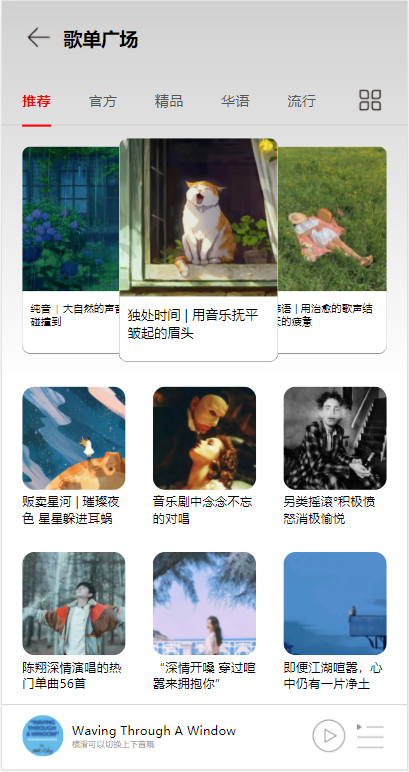 歌单广场
推荐 官方 精品 华语 流行
纯音 | 大自然的声音
碰撞到
独处时间 | 用音乐抚平
皱起的眉头
语 | 用治愈的歌声结
的疲惫
贩卖星河 | 璀璨夜
色 星星躲进耳蜗
音乐剧中念念不忘
的对唱
另类摇滚°积极愤
怒消极愉悦
陈翔深情演唱的热
门单曲56首
“深情开嗓 穿过喧
嚣来拥抱你”
即便江湖喧嚣，心
中仍有一片净土
"WAVING
THROUGH A
WINDOW"
Waving Through A Window
横滑可以切换上下首哦